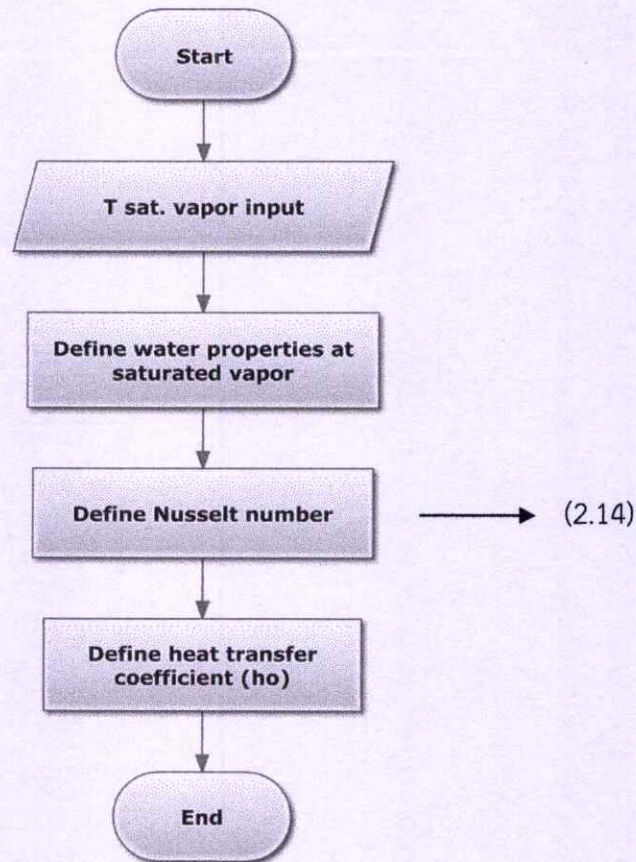 Start
T sat. vapor input
Define water properties at
saturated vapor
Define Nusselt number
(2.14)
Define heat transfer
coefficient (ho)
End